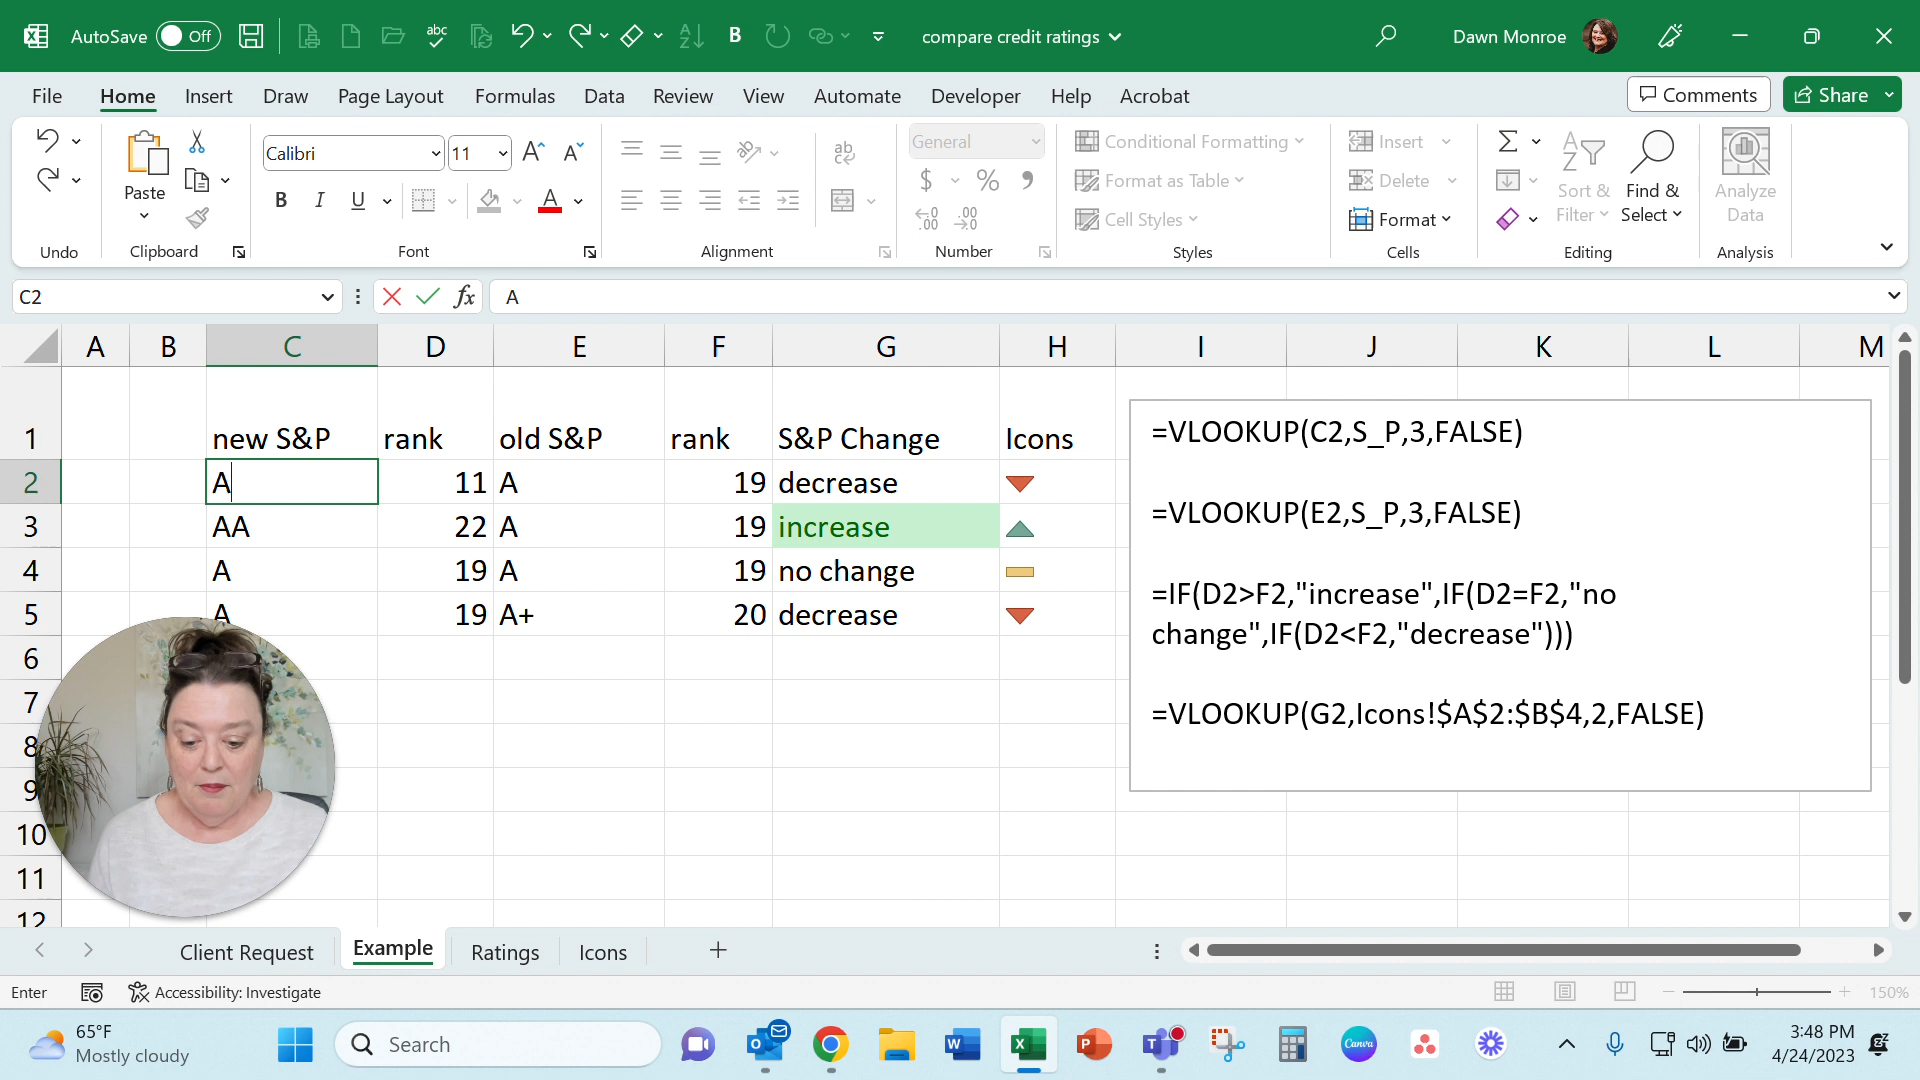 AutoSave Off compare credit ratings Dawn Monroe
File Home Insert Draw Page Layout Formulas Data Review View Automate Developer Help Acrobat Comments Share
Calibri 11 General Conditional Formatting Insert
Paste Format as Table Delete Sort & Filter Find & Select Analyze Data
B I U A $ % Cell Styles Format
Undo Clipboard Font Alignment Number Styles Cells Editing Analysis
C2 fx A
A B C D E F G H I J K L M
1 new S&P rank old S&P rank S&P Change Icons
2 A 11 A 19 decrease
3 AA 22 A 19 increase
4 A 19 A 19 no change
5 A 19 A+ 20 decrease
6
7
8
9
10
11
12
=VLOOKUP(C2,S_P,3,FALSE)
=VLOOKUP(E2,S_P,3,FALSE)
=IF(D2>F2,"increase",IF(D2=F2,"no
change",IF(D2<F2,"decrease")))
=VLOOKUP(G2,Icons!$A$2:$B$4,2,FALSE)
Client Request Example Ratings Icons
Enter Accessibility: Investigate 150%
65°F
Mostly cloudy
Search
Canva
3:48 PM
4/24/2023